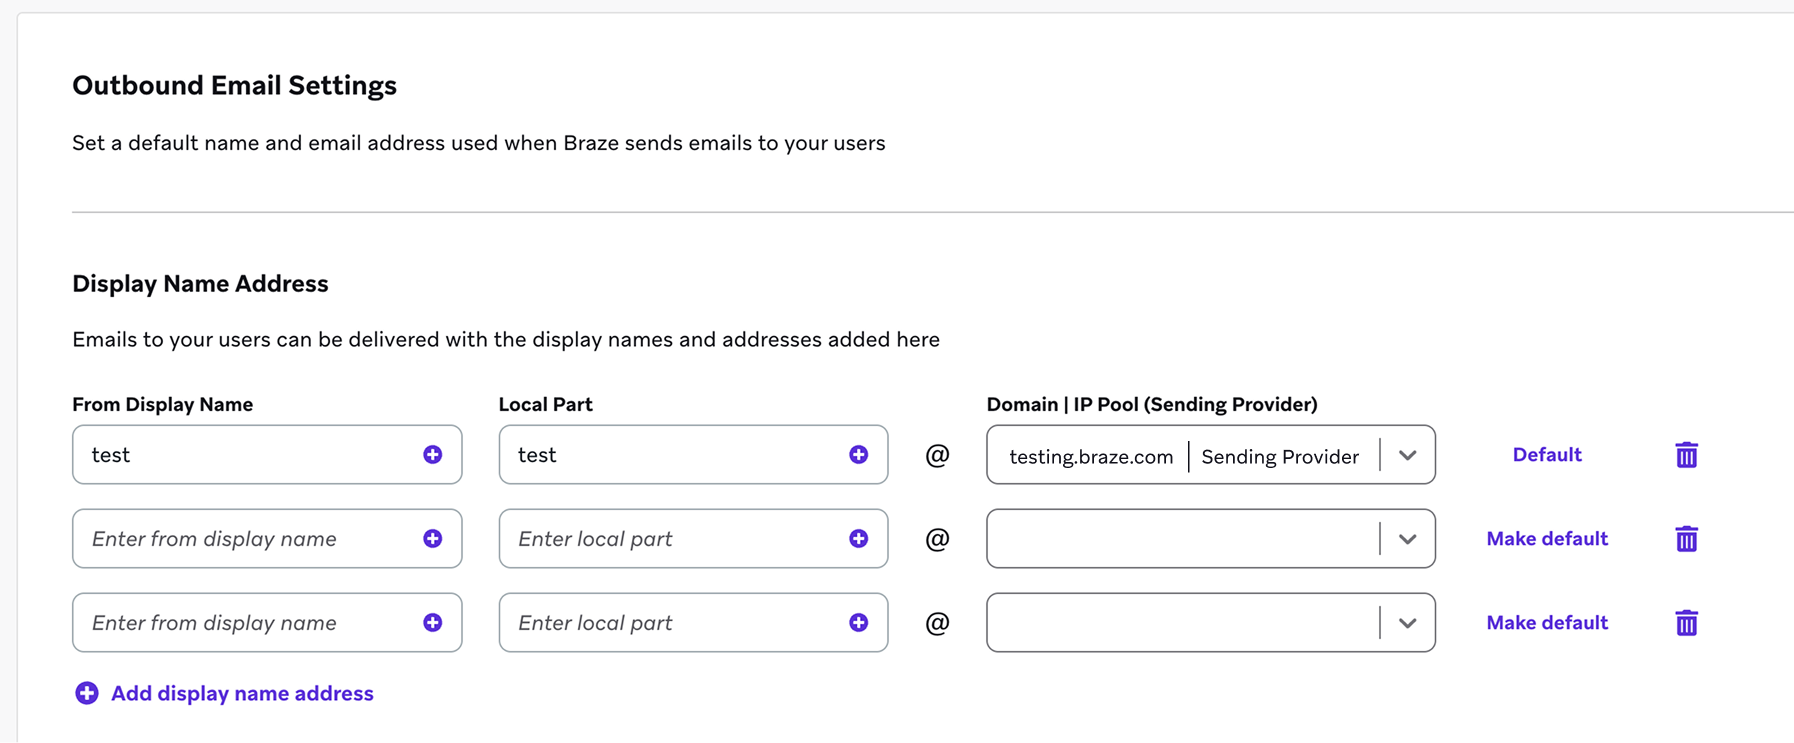 Outbound Email Settings
Set a default name and email address used when Braze sends emails to your users
Display Name Address
Emails to your users can be delivered with the display names and addresses added here
From Display Name Local Part Domain | IP Pool (Sending Provider)
test test @ testing.braze.com | Sending Provider Default
Enter from display name Enter local part @ Make default
Enter from display name Enter local part @ Make default
Add display name address